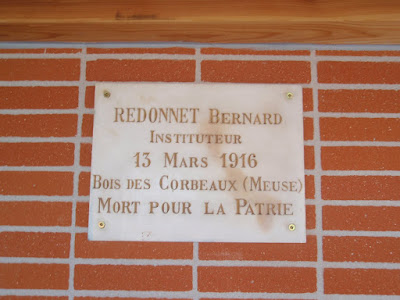 REDONNET BERNARD
INSTITUTEUR
13 MARS 1916
BOIS DES CORBEAUX (MEUSE)
MORT POUR LA PATRIE